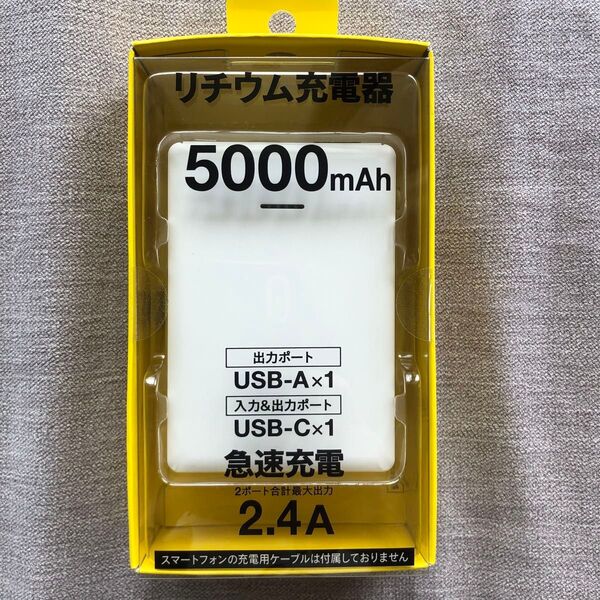 リチウム充電器
5000mAh
出力ポート
USB-A×1
入力&出力ポート
USB-C×1
急速充電
2ポート合計最大出力
2.4A
スマートフォンの充電用ケーブルは付属しておりません